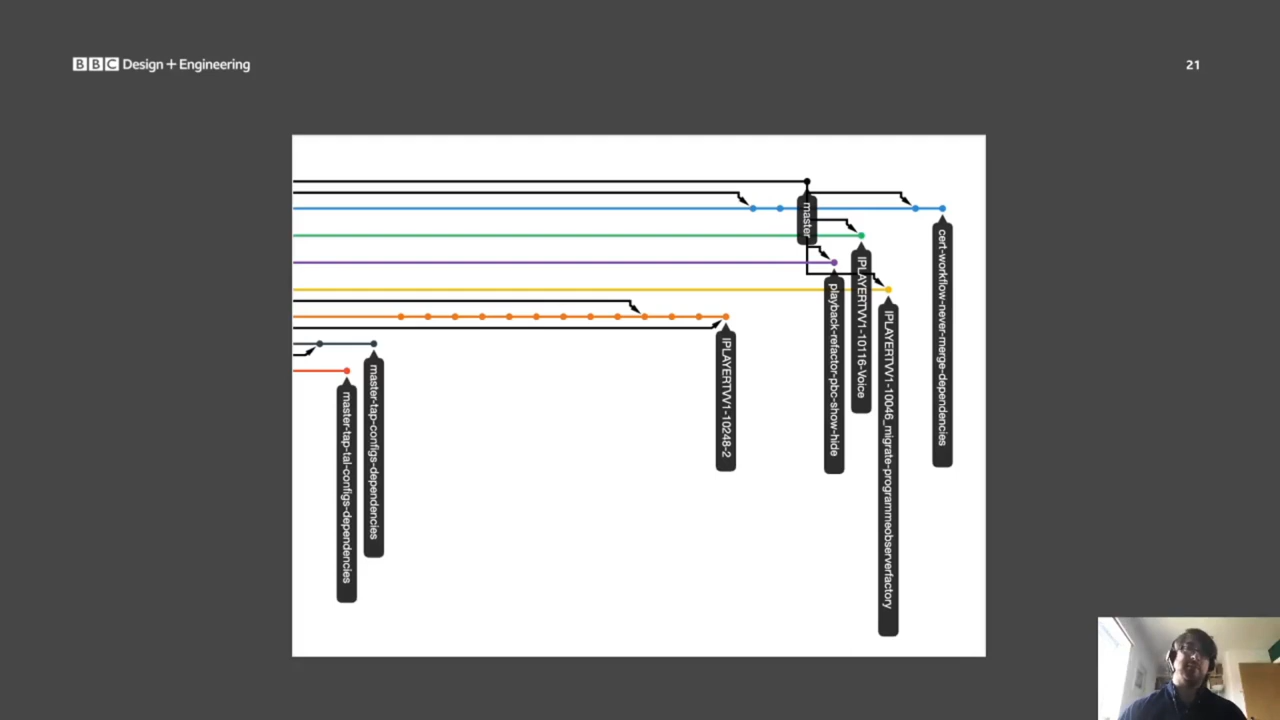 BBC Design + Engineering
21
master
cert-workflow-never-merge-dependencies
IPLAYERTVV1-10116-Voice
playback-refactor-pbc-show-hide
IPLAYERTVV1-10046_migrate-programmeobserverfactory
IPLAYERTVV1-10248-2
master-tap-configs-dependencies
master-tap-tal-configs-dependencies